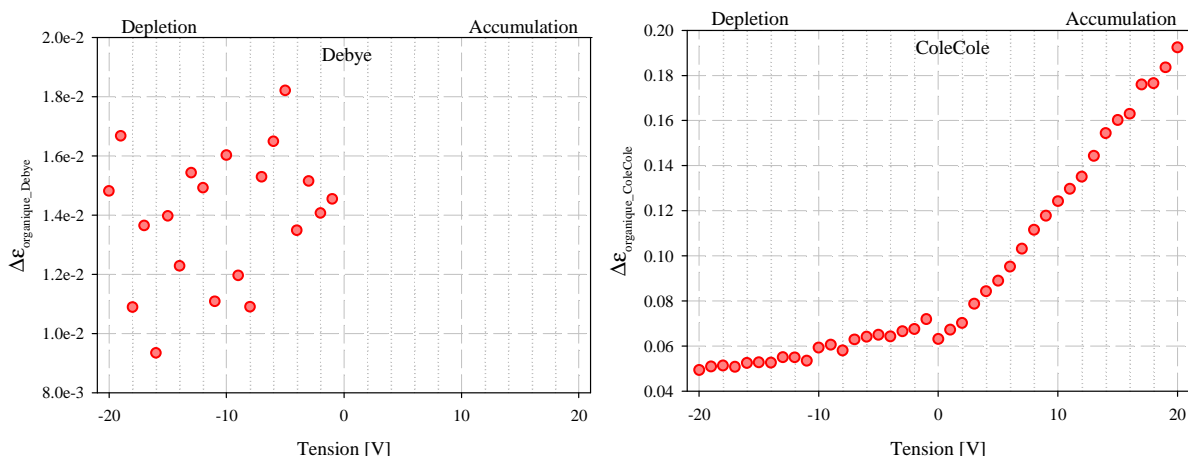 Depletion Accumulation
Debye
2.0e-2
1.8e-2
1.6e-2
1.4e-2
1.2e-2
1.0e-2
8.0e-3
Δεorganique_Debye
-20 -10 0 10 20
Tension [V]
Depletion Accumulation
ColeCole
0.20
0.18
0.16
0.14
0.12
0.10
0.08
0.06
0.04
Δεorganique_ColeCole
-20 -10 0 10 20
Tension [V]